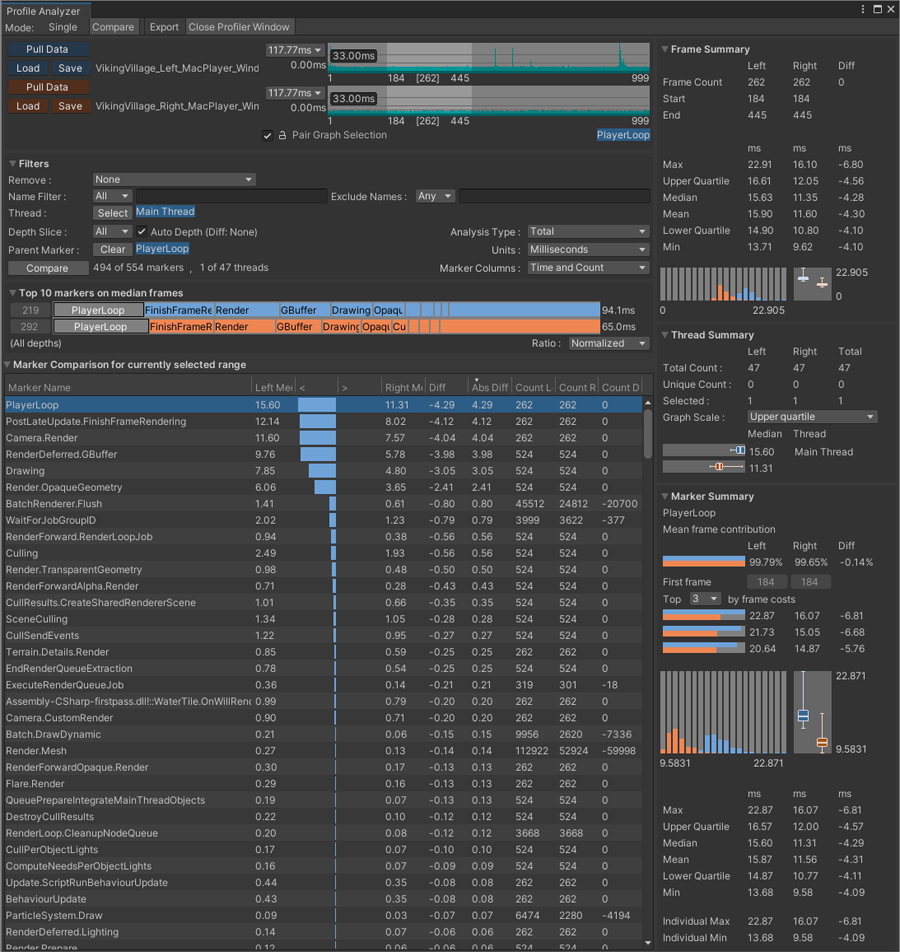 Profile Analyzer
Mode: Single Compare Export Close Profiler Window
Pull Data
Load Save VikingVillage_Left_MacPlayer_Wind
117.77ms
0.00ms
33.00ms
1 184 [262] 445 999
Pull Data
Load Save VikingVillage_Right_MacPlayer_Win
117.77ms
0.00ms
33.00ms
1 184 [262] 445 999
Pair Graph Selection PlayerLoop
Filters
Remove : None
Name Filter : All Exclude Names : Any
Thread : Select Main Thread
Depth Slice : All Auto Depth (Diff: None) Analysis Type : Total
Parent Marker : Clear PlayerLoop Units : Milliseconds
Compare 494 of 554 markers , 1 of 47 threads Marker Columns : Time and Count
Top 10 markers on median frames
219 PlayerLoop FinishFrameRe Render GBuffer Drawing Opaqu 94.1ms
292 PlayerLoop FinishFrameR Render GBuffer Drawing Opaqu Cu 65.0ms
(All depths) Ratio : Normalized
Marker Comparison for currently selected range
Marker Name Left Me < > Right M Diff Abs Diff Count L Count R Count D
PlayerLoop 15.60 11.31 -4.29 4.29 262 262 0
PostLateUpdate.FinishFrameRendering 12.14 8.02 -4.12 4.12 262 262 0
Camera.Render 11.60 7.57 -4.04 4.04 262 262 0
RenderDeferred.GBuffer 9.76 5.78 -3.98 3.98 524 524 0
Drawing 7.85 4.80 -3.05 3.05 524 524 0
Render.OpaqueGeometry 6.06 3.65 -2.41 2.41 524 524 0
BatchRenderer.Flush 1.41 0.61 -0.80 0.80 45512 24812 -20700
WaitForJobGroupID 2.02 1.23 -0.79 0.79 3999 3622 -377
RenderForward.RenderLoopJob 0.94 0.38 -0.56 0.56 524 524 0
Culling 2.49 1.93 -0.56 0.56 524 524 0
Render.TransparentGeometry 0.98 0.48 -0.50 0.50 524 524 0
RenderForwardAlpha.Render 0.71 0.28 -0.43 0.43 524 524 0
CullResults.CreateSharedRendererScene 1.01 0.66 -0.35 0.35 524 524 0
SceneCulling 1.34 1.05 -0.28 0.28 524 524 0
CullSendEvents 1.22 0.95 -0.27 0.27 524 524 0
Terrain.Details.Render 0.85 0.59 -0.25 0.25 262 262 0
EndRenderQueueExtraction 0.78 0.54 -0.25 0.25 524 524 0
ExecuteRenderQueueJob 0.36 0.14 -0.21 0.21 319 301 -18
Assembly-CSharp-firstpass.dll!::WaterTile.OnWillRend 0.99 0.79 -0.20 0.20 262 262 0
Camera.CustomRender 0.90 0.71 -0.20 0.20 262 262 0
Batch.DrawDynamic 0.21 0.06 -0.15 0.15 9956 2620 -7336
Render.Mesh 0.27 0.13 -0.14 0.14 112922 52924 -59998
RenderForwardOpaque.Render 0.30 0.17 -0.13 0.13 262 262 0
Flare.Render 0.29 0.16 -0.13 0.13 262 262 0
QueuePrepareIntegrateMainThreadObjects 0.19 0.07 -0.13 0.13 524 524 0
DestroyCullResults 0.22 0.10 -0.12 0.12 524 524 0
RenderLoop.CleanupNodeQueue 0.20 0.08 -0.12 0.12 3668 3668 0
CullPerObjectLights 0.17 0.07 -0.10 0.10 524 524 0
ComputeNeedsPerObjectLights 0.16 0.07 -0.09 0.09 524 524 0
Update.ScriptRunBehaviourUpdate 0.44 0.35 -0.08 0.08 262 262 0
BehaviourUpdate 0.43 0.35 -0.08 0.08 262 262 0
ParticleSystem.Draw 0.09 0.03 -0.07 0.07 6474 2280 -4194
RenderDeferred.Lighting 0.14 0.07 -0.06 0.06 524 524 0
Render.Prepare 0.12 0.06 -0.06 0.06 524 524 0
Frame Summary
Left Right Diff
Frame Count 262 262 0
Start 184 184
End 445 445
ms ms ms
Max 22.91 16.10 -6.80
Upper Quartile 16.61 12.05 -4.56
Median 15.63 11.35 -4.28
Mean 15.90 11.60 -4.30
Lower Quartile 14.90 10.80 -4.10
Min 13.71 9.62 -4.10
22.905
0
0 22.905
Thread Summary
Left Right Total
Total Count : 47 47 47
Unique Count : 0 0 0
Selected : 1 1 1
Graph Scale : Upper quartile
Median Thread
15.60 Main Thread
11.31
Marker Summary
PlayerLoop
Mean frame contribution
Left Right Diff
99.79% 99.65% -0.14%
First frame 184 184
Top 3 by frame costs
22.87 16.07 -6.81
21.73 15.05 -6.68
20.64 14.87 -5.76
22.871
9.5831
9.5831 22.871
ms ms ms
Max 22.87 16.07 -6.81
Upper Quartile 16.57 12.00 -4.57
Median 15.60 11.31 -4.29
Mean 15.87 11.56 -4.31
Lower Quartile 14.87 10.77 -4.11
Min 13.68 9.58 -4.09
Individual Max 22.87 16.07 -6.81
Individual Min 13.68 9.58 -4.09